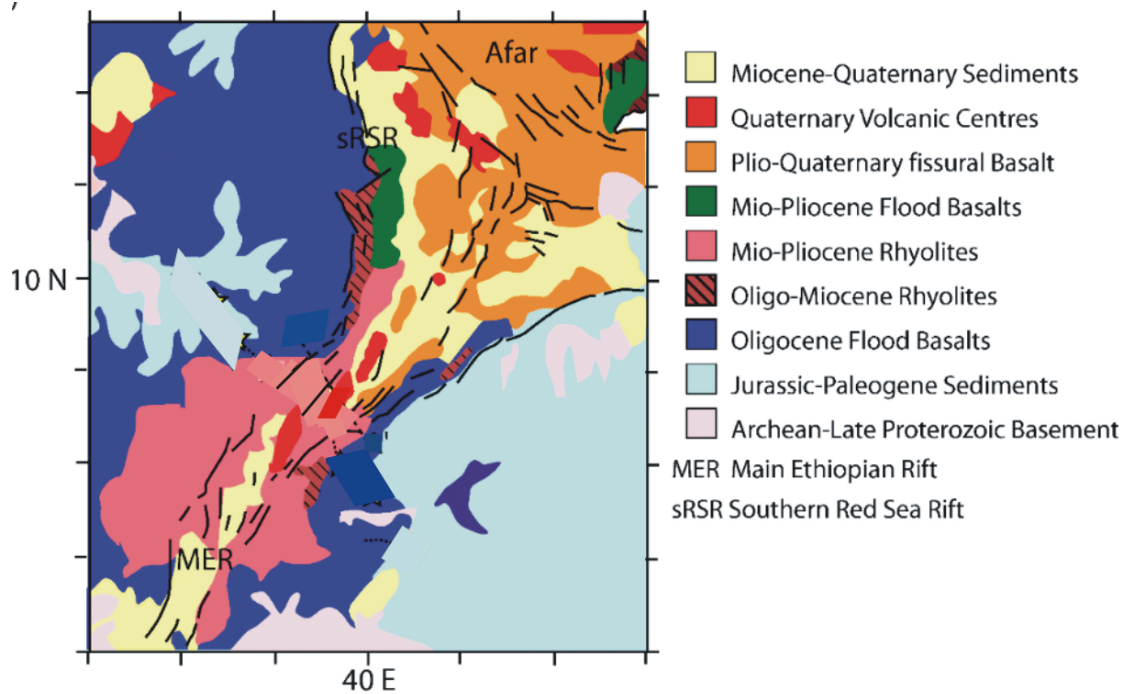 Afar
sRSR
10 N
MER
40 E
Miocene-Quaternary Sediments
Quaternary Volcanic Centres
Plio-Quaternary fissural Basalt
Mio-Pliocene Flood Basalts
Mio-Pliocene Rhyolites
Oligo-Miocene Rhyolites
Oligocene Flood Basalts
Jurassic-Paleogene Sediments
Archean-Late Proterozoic Basement
MER Main Ethiopian Rift
sRSR Southern Red Sea Rift